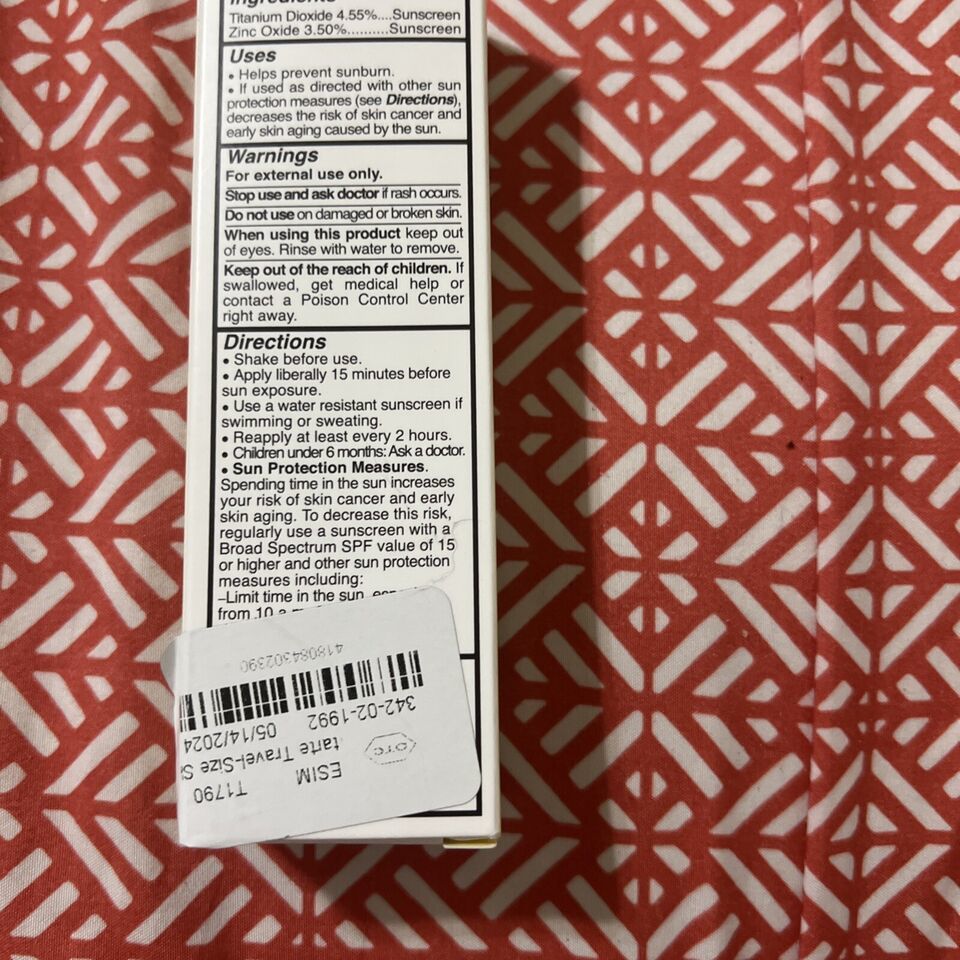 Ingredients
Titanium Dioxide 4.55%....Sunscreen
Zinc Oxide 3.50%..........Sunscreen
Uses
• Helps prevent sunburn.
• If used as directed with other sun
protection measures (see Directions),
decreases the risk of skin cancer and
early skin aging caused by the sun.
Warnings
For external use only.
Stop use and ask doctor if rash occurs.
Do not use on damaged or broken skin.
When using this product keep out
of eyes. Rinse with water to remove.
Keep out of the reach of children. If
swallowed, get medical help or
contact a Poison Control Center
right away.
Directions
• Shake before use.
• Apply liberally 15 minutes before
sun exposure.
• Use a water resistant sunscreen if
swimming or sweating.
• Reapply at least every 2 hours.
• Children under 6 months: Ask a doctor.
• Sun Protection Measures.
Spending time in the sun increases
your risk of skin cancer and early
skin aging. To decrease this risk,
regularly use a sunscreen with a
Broad Spectrum SPF value of 15
or higher and other sun protection
measures including:
–Limit time in the sun,
from 10
T1790
ESIM
tarte Travel-Size
OTC
342-02-1992 05/14/2024
418084302390